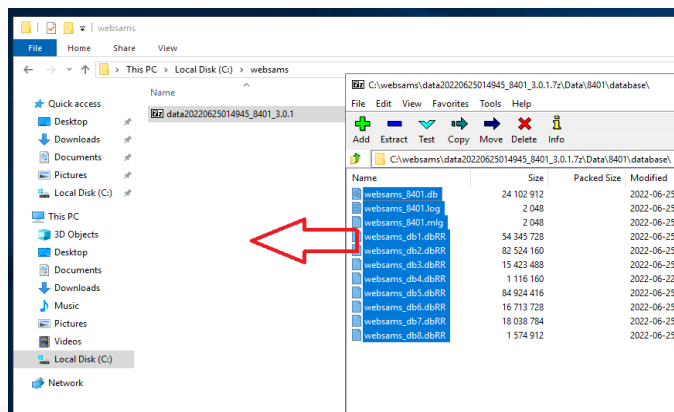 websams
File Home Share View
This PC > Local Disk (C:) > websams
Name
Quick access
Desktop
Downloads
Documents
Pictures
Local Disk (C:)
This PC
3D Objects
Desktop
Documents
Downloads
Music
Pictures
Videos
Local Disk (C:)
Network
7z data20220625014945_8401_3.0.1
7z C:\websams\data20220625014945_8401_3.0.1.7z\Data\8401\database\
File Edit View Favorites Tools Help
Add Extract Test Copy Move Delete Info
C:\websams\data20220625014945_8401_3.0.1.7z\Data\8401\database\
Name Size Packed Size Modified
websams_8401.db 24 102 912 2022-06-25
websams_8401.log 2 048 2022-06-25
websams_8401.mlg 2 048 2022-06-25
websams_db1.dbRR 54 345 728 2022-06-25
websams_db2.dbRR 82 524 160 2022-06-25
websams_db3.dbRR 15 423 488 2022-06-25
websams_db4.dbRR 1 116 160 2022-06-22
websams_db5.dbRR 84 924 416 2022-06-25
websams_db6.dbRR 16 713 728 2022-06-25
websams_db7.dbRR 18 038 784 2022-06-25
websams_db8.dbRR 1 574 912 2022-06-25